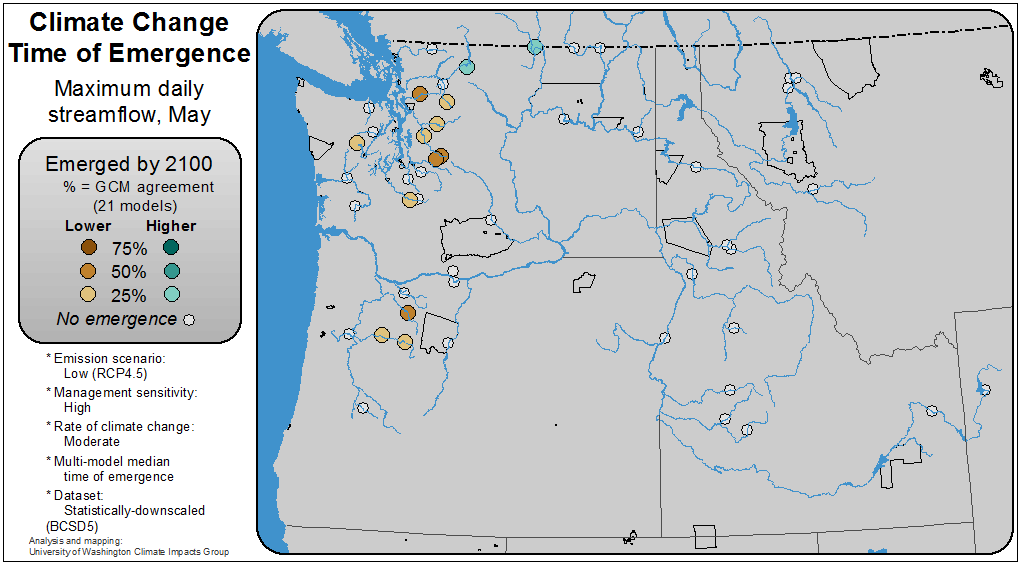 Climate Change
Time of Emergence
Maximum daily
streamflow, May
Emerged by 2100
% = GCM agreement
(21 models)
Lower Higher
75%
50%
25%
No emergence
* Emission scenario:
Low (RCP4.5)
* Management sensitivity:
High
* Rate of climate change:
Moderate
* Multi-model median
time of emergence
* Dataset:
Statistically-downscaled
(BCSD5)
Analysis and mapping:
University of Washington Climate Impacts Group